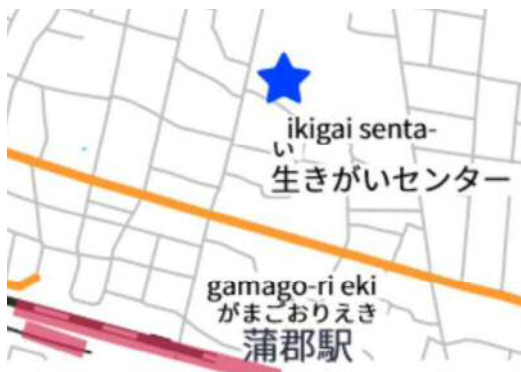 ikigai senta-
い
生きがいセンター
gamago-ri eki
がまごおりえき
蒲郡駅